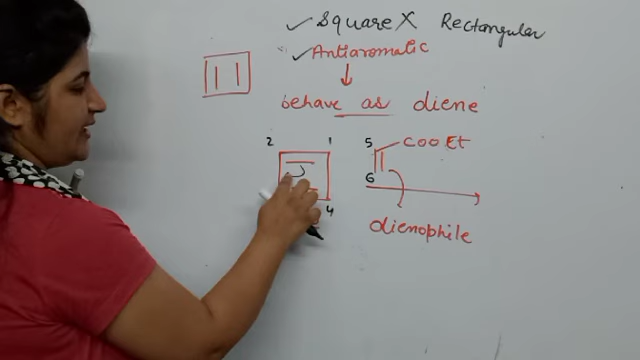 ✓ Square X Rectangular
✓ Antiaromatic
behave as diene
2 1 5 COOEt
6
4
dienophile